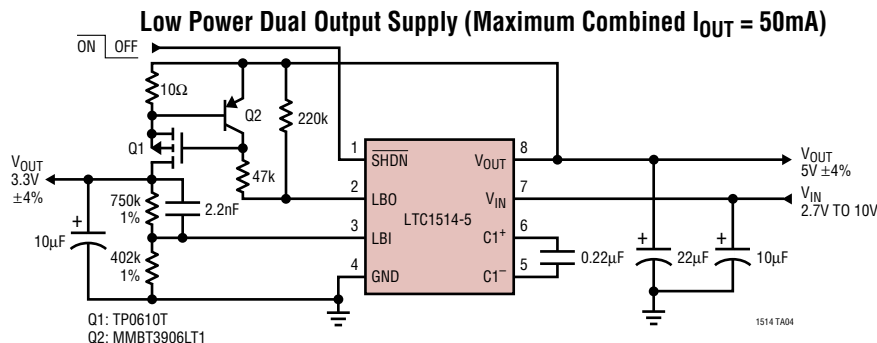 Low Power Dual Output Supply (Maximum Combined IOUT = 50mA)
ON OFF
10Ω
Q2
220k
Q1
1
SHDN
VOUT
8
VOUT
3.3V
±4%
47k
VOUT
5V ±4%
2
LBO
VIN
7
VIN
2.7V TO 10V
750k
1%
2.2nF
LTC1514-5
3
LBI
C1+
6
+
10µF
402k
1%
0.22µF
+
22µF
+
10µF
4
GND
C1–
5
Q1: TP0610T
Q2: MMBT3906LT1
1514 TA04